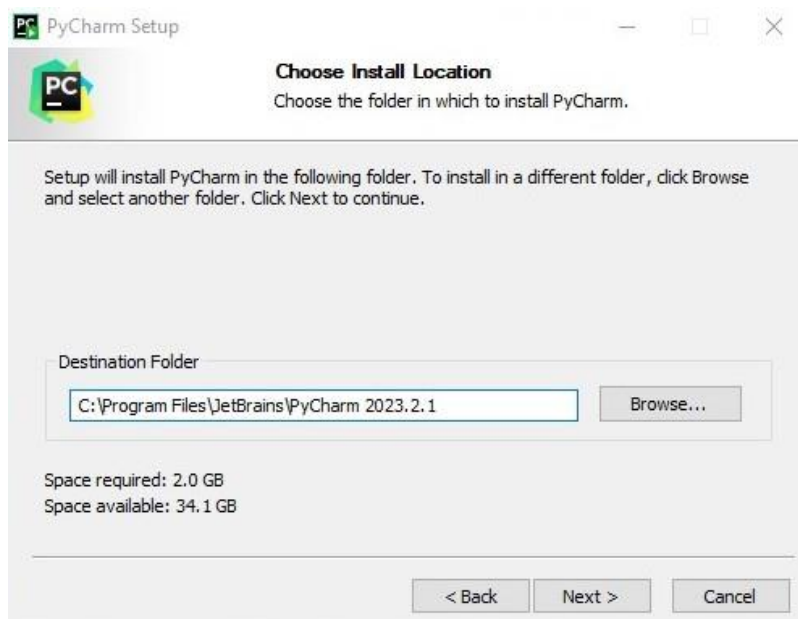 PyCharm Setup
Choose Install Location
Choose the folder in which to install PyCharm.
PC
Setup will install PyCharm in the following folder. To install in a different folder, click Browse
and select another folder. Click Next to continue.
Destination Folder
C:\Program Files\JetBrains\PyCharm 2023.2.1
Browse...
Space required: 2.0 GB
Space available: 34.1 GB
< Back
Next >
Cancel